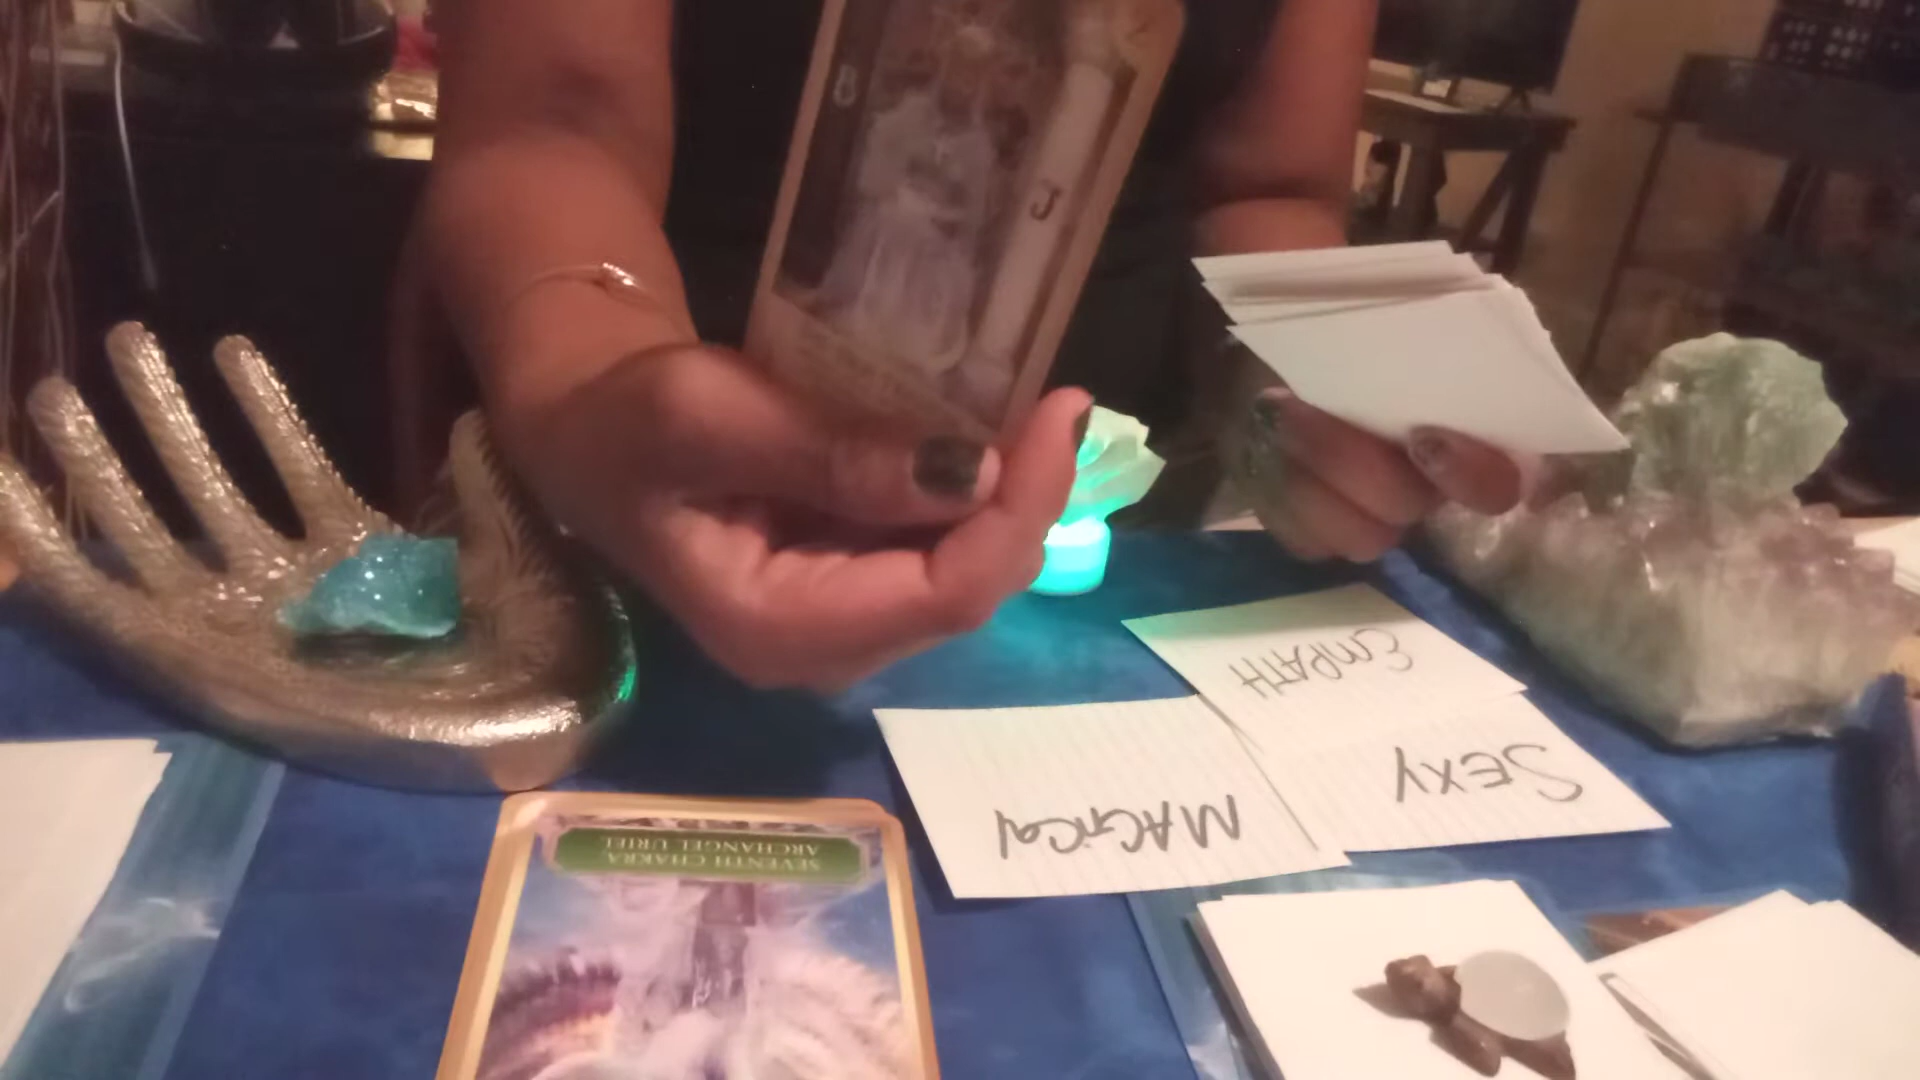 B
J
EMPATH
SEXY
MAGICAL
SEVENTH CHAKRA
ARCHANGEL URIEL